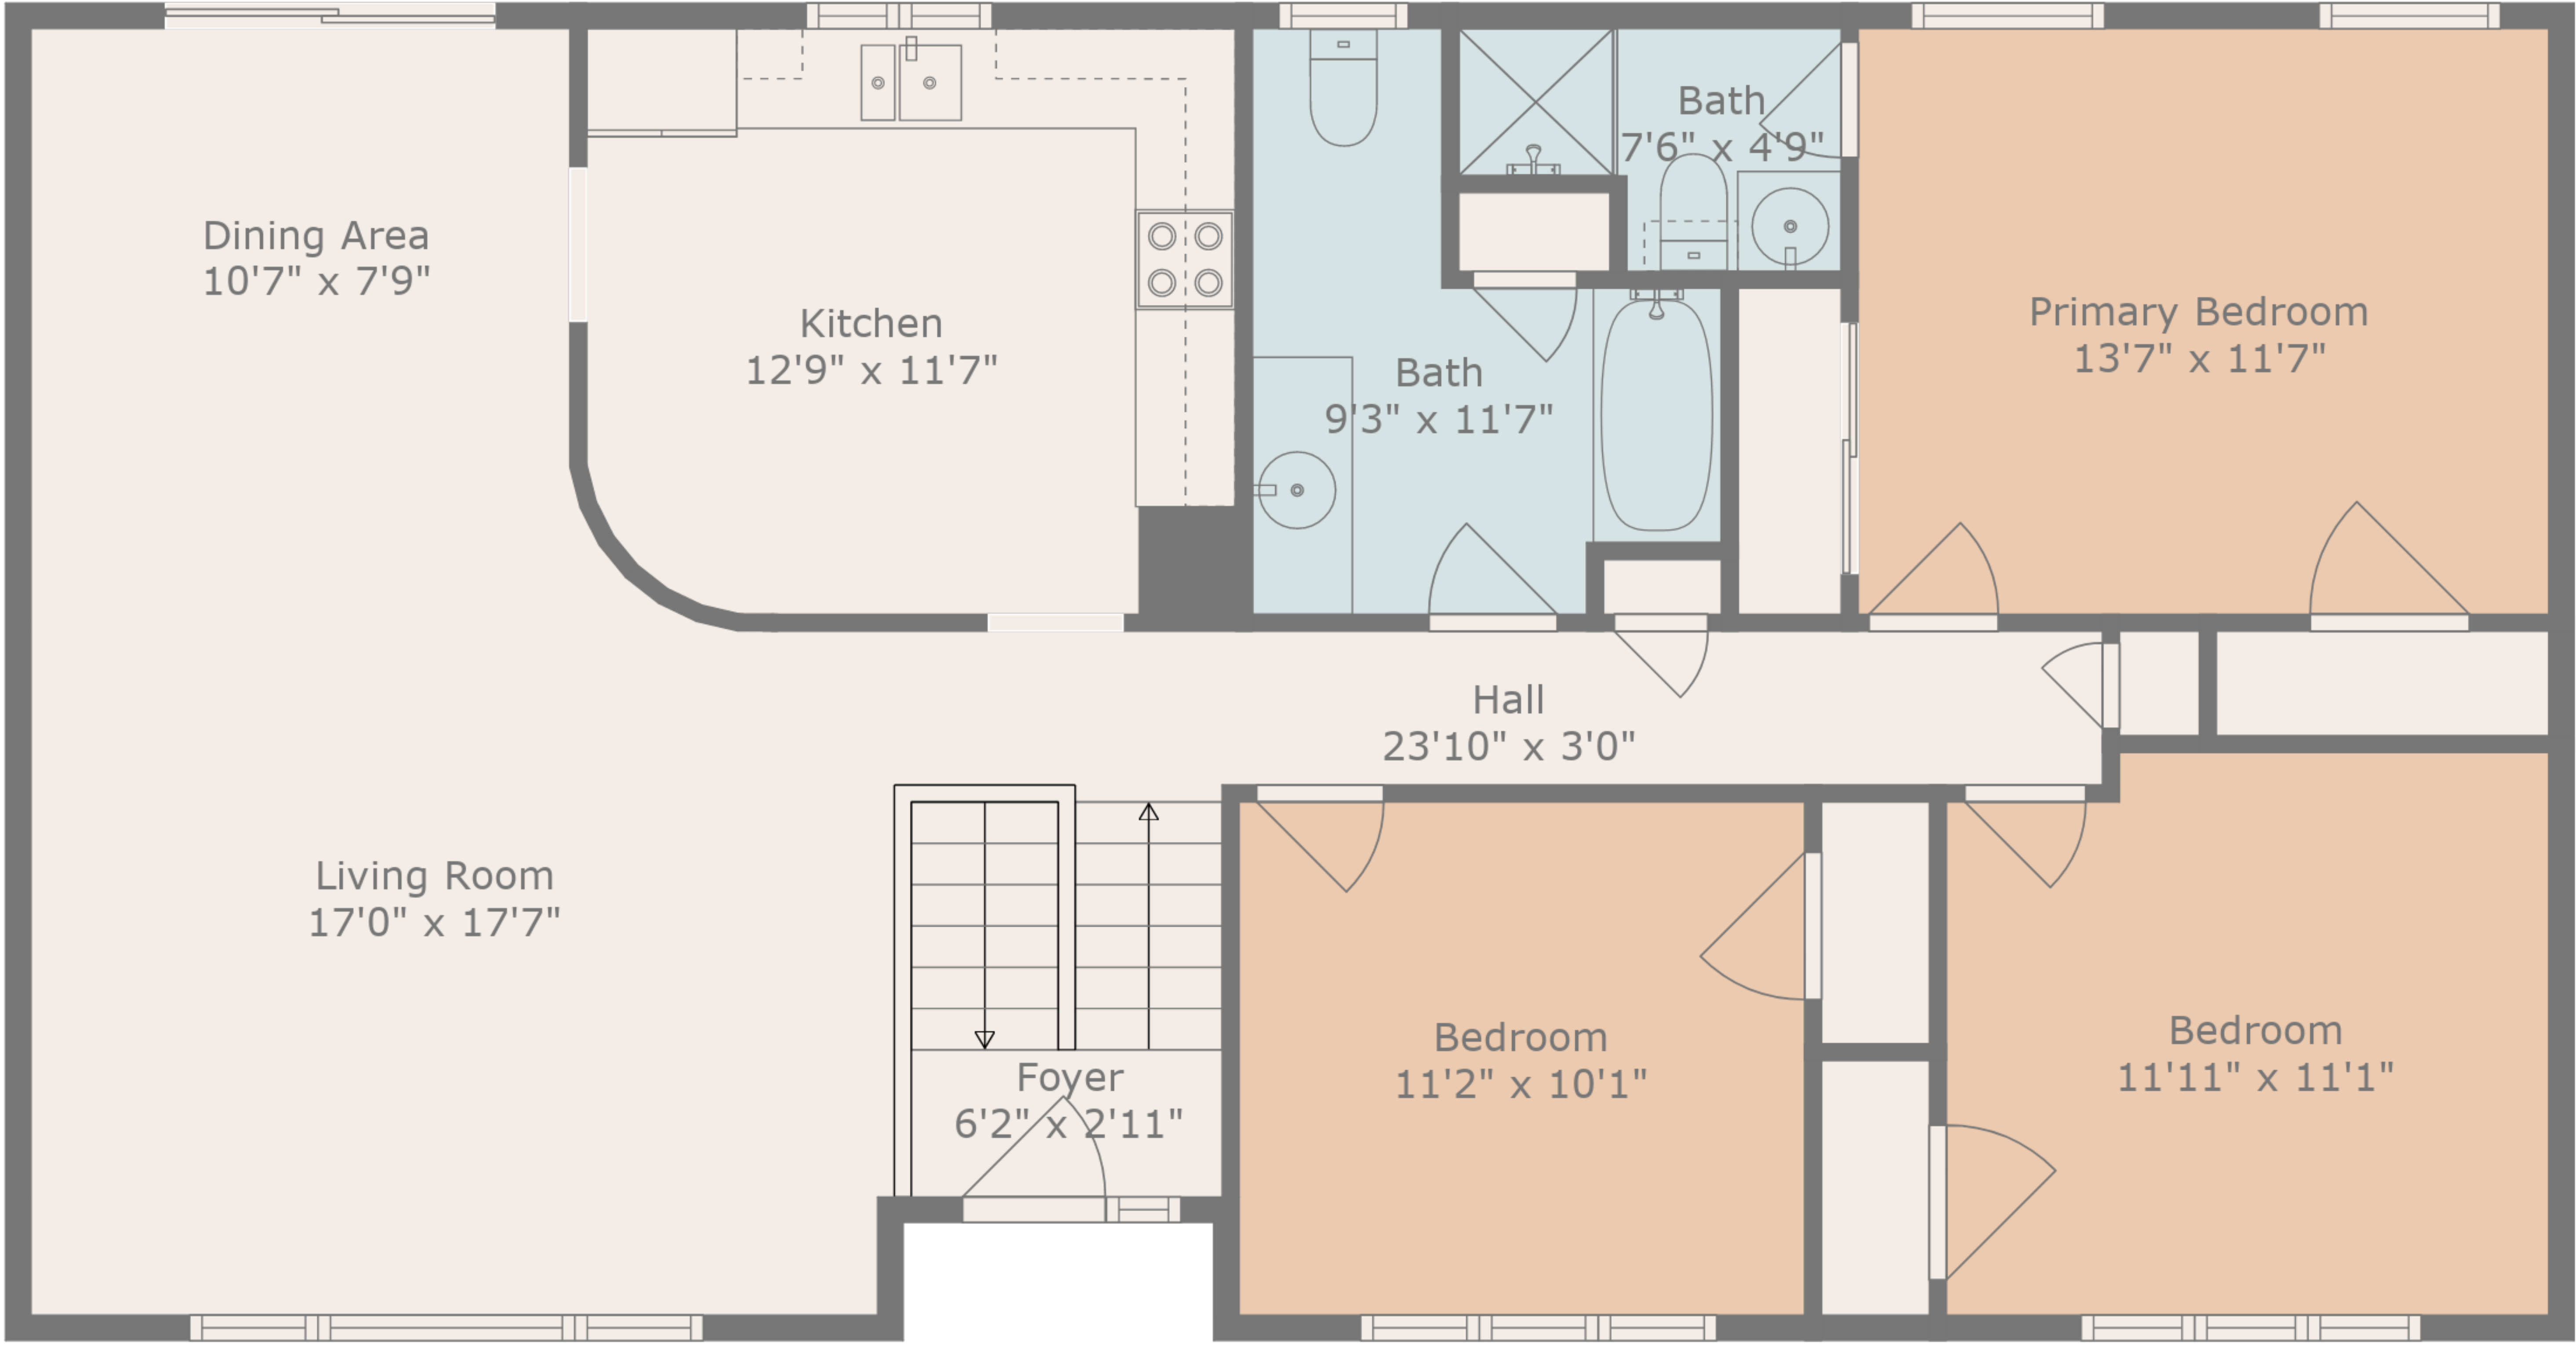 Dining Area
10'7" x 7'9"
Kitchen
12'9" x 11'7"
Bath
7'6" x 4'9"
Bath
9'3" x 11'7"
Primary Bedroom
13'7" x 11'7"
Hall
23'10" x 3'0"
Living Room
17'0" x 17'7"
Foyer
6'2" x 2'11"
Bedroom
11'2" x 10'1"
Bedroom
11'11" x 11'1"